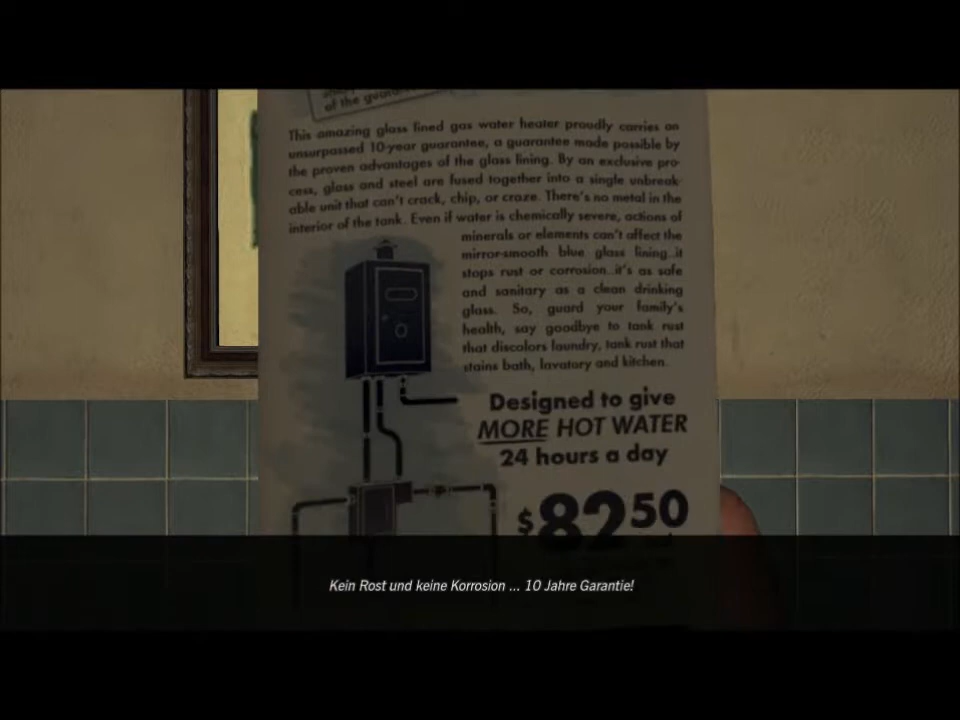 of the guarantee
This amazing glass lined gas water heater proudly carries an
unsurpassed 10-year guarantee, a guarantee made possible by
the proven advantages of the glass lining. By an exclusive pro-
cess, glass and steel are fused together into a single unbreak-
able unit that can't crack, chip, or craze. There's no metal in the
interior of the tank. Even if water is chemically severe, actions of
minerals or elements can't affect the
mirror-smooth blue glass lining..it
stops rust or corrosion..it's as safe
and sanitary as a clean drinking
glass. So, guard your family's
health, say goodbye to tank rust
that discolors laundry, tank rust that
stains bath, lavatory and kitchen.
Designed to give
MORE HOT WATER
24 hours a day
$82.50
Kein Rost und keine Korrosion ... 10 Jahre Garantie!